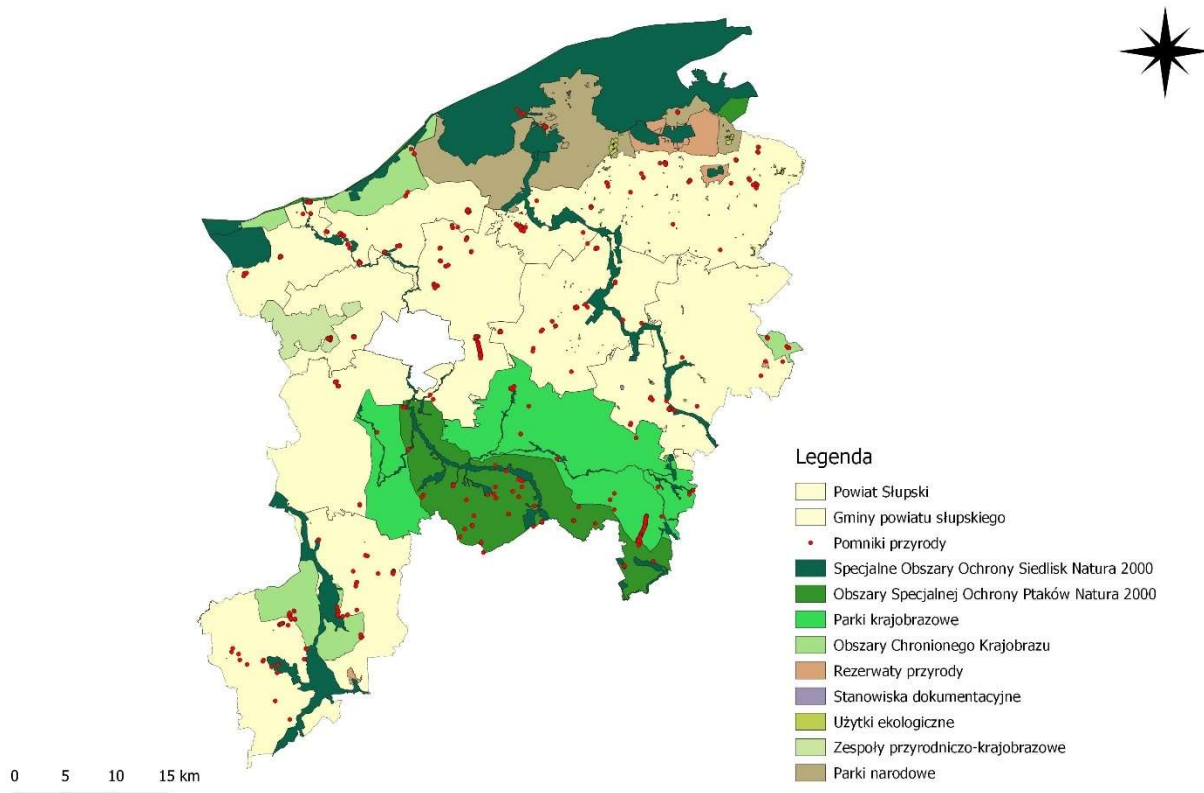 Legenda
Powiat Słupski
Gminy powiatu słupskiego
Pomniki przyrody
Specjalne Obszary Ochrony Siedlisk Natura 2000
Obszary Specjalnej Ochrony Ptaków Natura 2000
Parki krajobrazowe
Obszary Chronionego Krajobrazu
Rezerwaty przyrody
Stanowiska dokumentacyjne
Użytki ekologiczne
Zespoły przyrodniczo-krajobrazowe
Parki narodowe
0 5 10 15 km